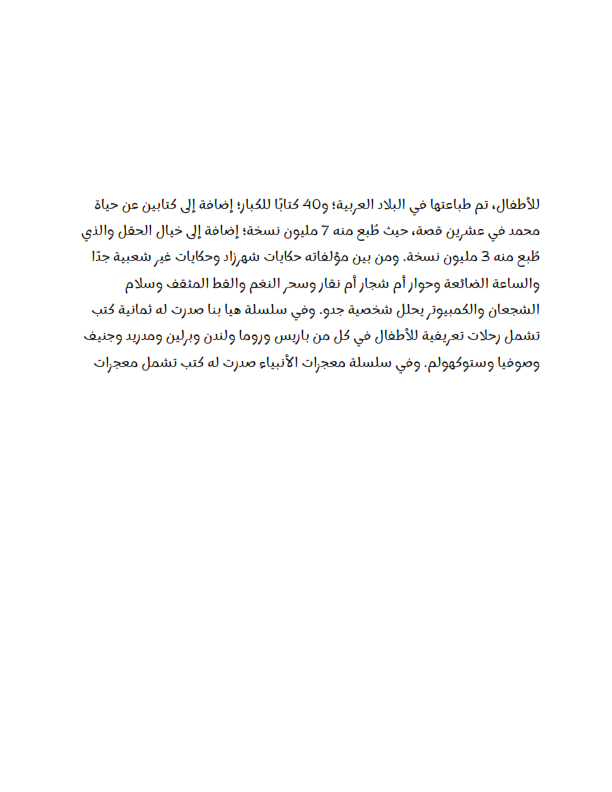 للأطفال، تم طباعتها في البلاد العربية؛ و40 كتابًا للكبار؛ إضافة إلى كتابين عن حياة
محمد في عشرين قصة، حيث طُبع منه 7 مليون نسخة؛ إضافة إلى خيال الحقل والذي
طُبع منه 3 مليون نسخة. ومن بين مؤلفاته حكايات شهرزاد وحكايات غير شعبية جدًا
والساعة الضائعة وحوار أم شجار أم نقار وسحر النغم والقط المثقف وسلام
الشجعان والكمبيوتر يحلل شخصية جدو. وفي سلسلة هيا بنا صدرت له ثمانية كتب
تشمل رحلات تعريفية للأطفال في كل من باريس وروما ولندن وبرلين ومدريد وجنيف
وصوفيا وستوكهولم. وفي سلسلة معجزات الأنبياء صدرت له كتب تشمل معجزات